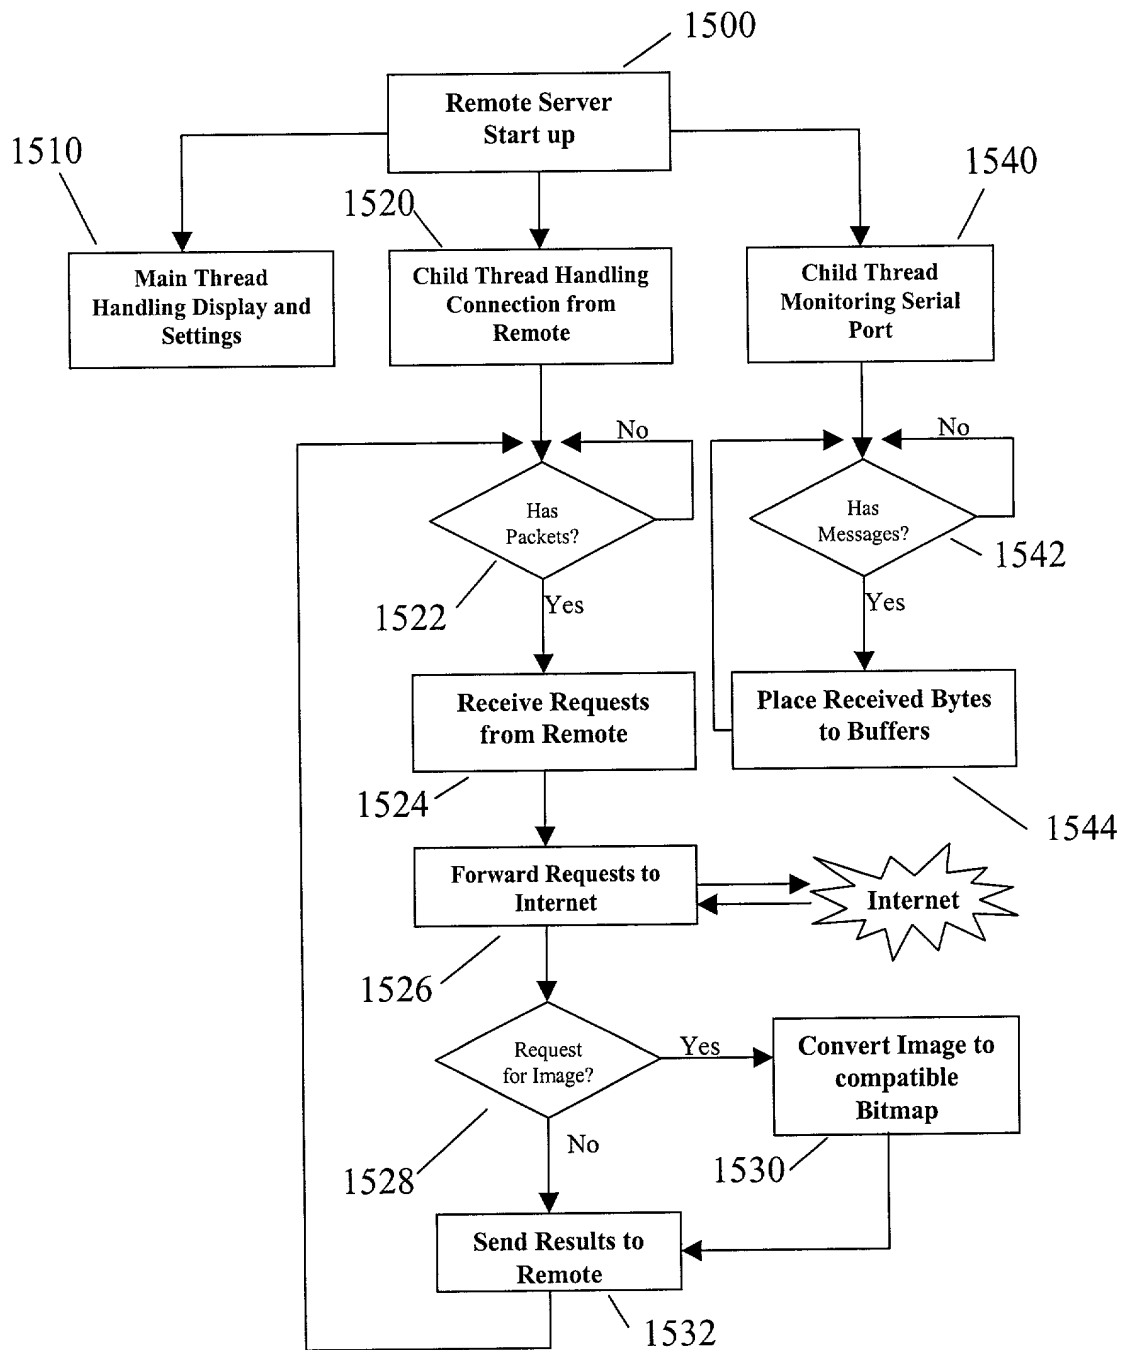 1500
Remote Server
Start up
1510
1520
1540
Main Thread
Handling Display and
Settings
Child Thread Handling
Connection from
Remote
Child Thread
Monitoring Serial
Port
No
No
Has
Packets?
Has
Messages?
1522
1542
Yes
Yes
Receive Requests
from Remote
Place Received Bytes
to Buffers
1524
1544
Forward Requests to
Internet
Internet
1526
Request
for Image?
Yes
Convert Image to
compatible
Bitmap
1528
No
1530
Send Results to
Remote
1532